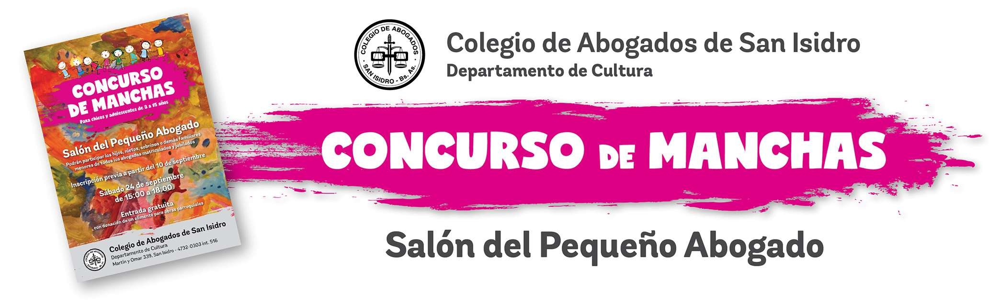 CONCURSO
DE MANCHAS
Para chicos y adolescentes de 3 a 15 años
Salón del Pequeño Abogado
Podrán participar los hijos, nietos, sobrinos o demás familiares
menores de todos los abogados matriculados y jubilados
Inscripción previa a partir del 10 de septiembre
Sábado 24 de septiembre
de 15:00 a 18:00
Entrada gratuita
con donación de un alimento para obras parroquiales
COLEGIO DE ABOGADOS
SAN ISIDRO - Bs. As.
Colegio de Abogados de San Isidro
Departamento de Cultura
Martín y Omar 339, San Isidro - 4732-0303 int. 516
COLEGIO DE ABOGADOS
SAN ISIDRO - Bs. As.
Colegio de Abogados de San Isidro
Departamento de Cultura
CONCURSO DE MANCHAS
Salón del Pequeño Abogado